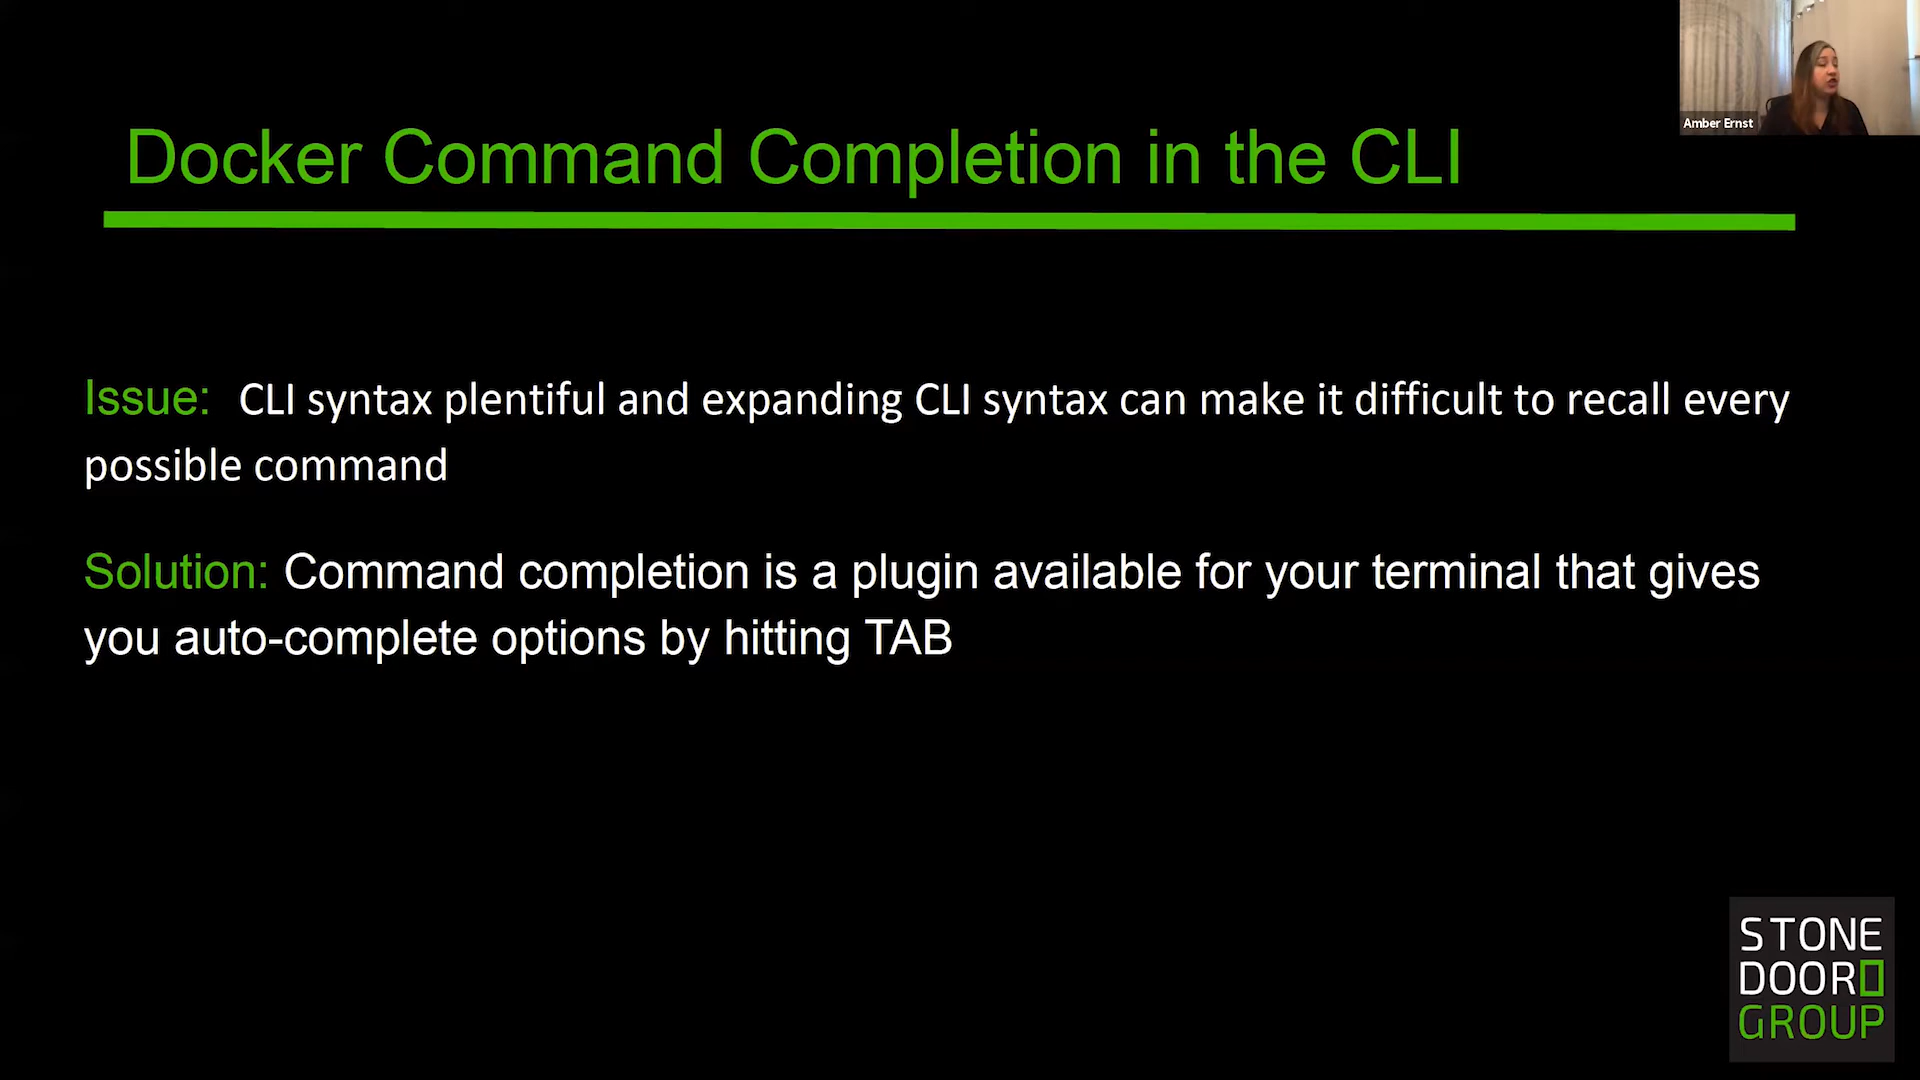 Amber Ernst
Docker Command Completion in the CLI
Issue: CLI syntax plentiful and expanding CLI syntax can make it difficult to recall every
possible command
Solution: Command completion is a plugin available for your terminal that gives
you auto-complete options by hitting TAB
STONE
DOOR
GROUP